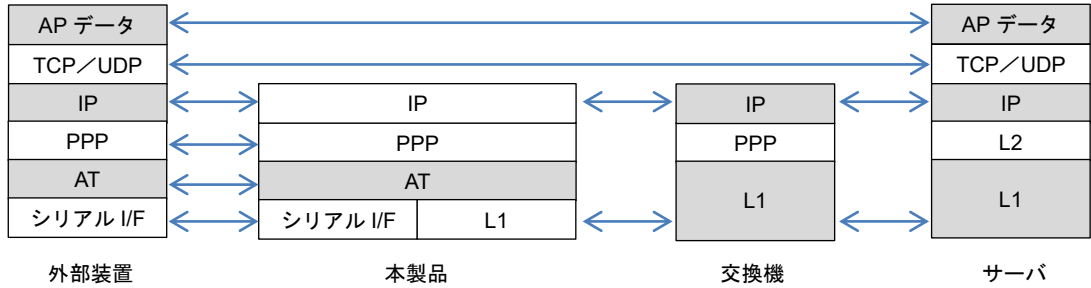 AP データ AP データ
TCP／UDP TCP／UDP
IP IP IP IP
PPP PPP PPP L2
AT AT L1 L1
シリアル I/F シリアル I/F L1
外部装置 本製品 交換機 サーバ